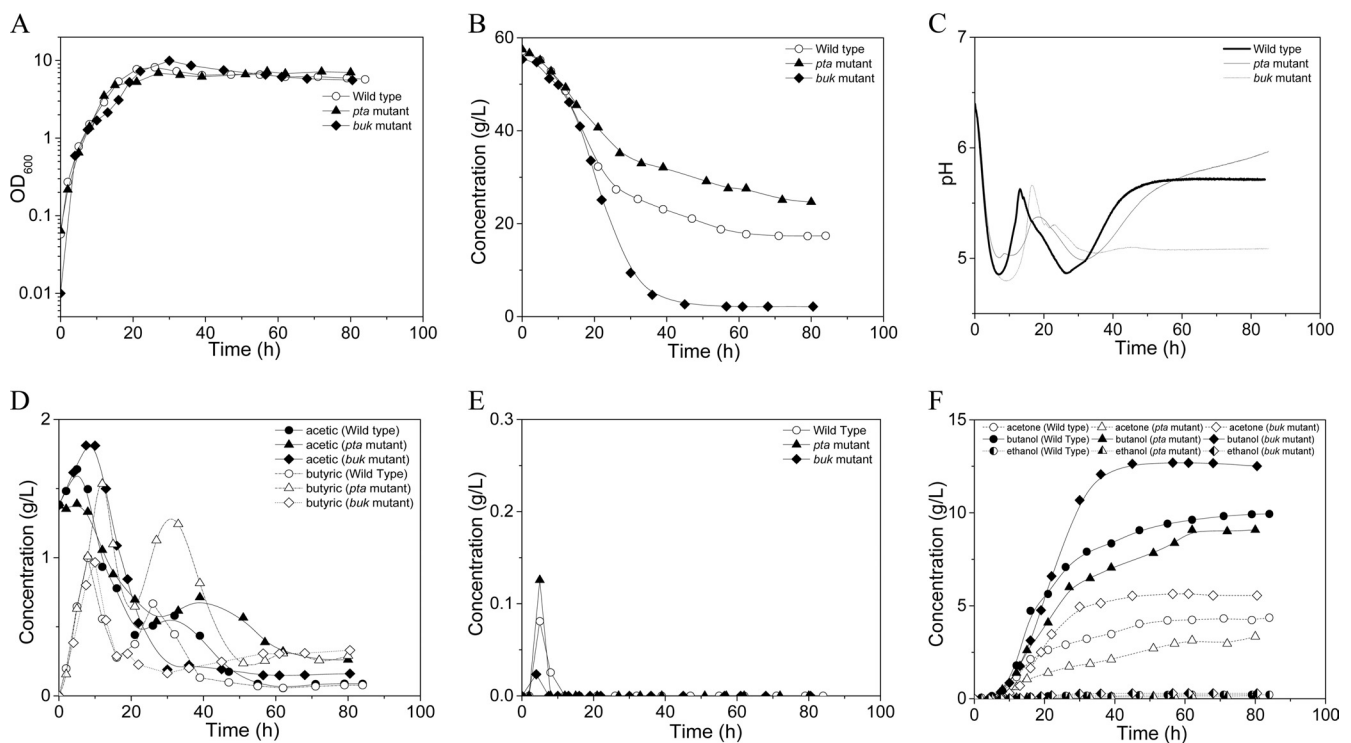 A
OD600
10
1
0.1
0.01
0 20 40 60 80 100
Time (h)
Wild type
pta mutant
buk mutant
B
Concentration (g/L)
60
40
20
0
0 20 40 60 80 100
Time (h)
Wild type
pta mutant
buk mutant
C
pH
7
6
5
0 20 40 60 80 100
Time (h)
Wild type
pta mutant
buk mutant
D
Concentration (g/L)
2
1
0
0 20 40 60 80 100
Time (h)
acetic (Wild type)
acetic (pta mutant)
acetic (buk mutant)
butyric (Wild Type)
butyric (pta mutant)
butyric (buk mutant)
E
Concentration (g/L)
0.3
0.2
0.1
0.0
0 20 40 60 80 100
Time (h)
Wild Type
pta mutant
buk mutant
F
Concentration (g/L)
15
10
5
0
0 20 40 60 80 100
Time (h)
acetone (Wild type) acetone (pta mutant) acetone (buk mutant)
butanol (Wild Type) butanol (pta mutant) butanol (buk mutant)
ethanol (Wild Type) ethanol (pta mutant) ethanol (buk mutant)